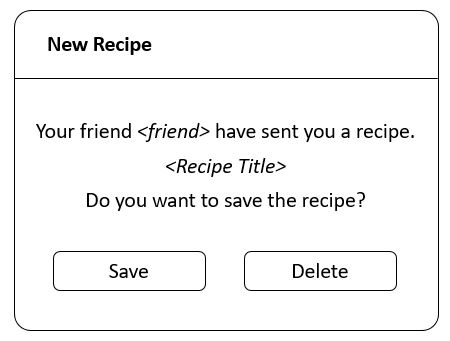 New Recipe
Your friend <friend> have sent you a recipe.
<Recipe Title>
Do you want to save the recipe?
Save
Delete